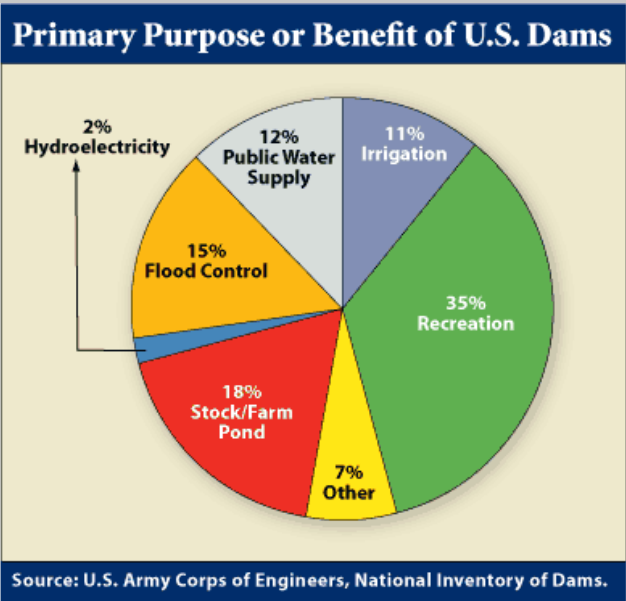 Primary Purpose or Benefit of U.S. Dams
2%
Hydroelectricity
12%
Public Water
Supply
11%
Irrigation
15%
Flood Control
35%
Recreation
18%
Stock/Farm
Pond
7%
Other
Source: U.S. Army Corps of Engineers, National Inventory of Dams.